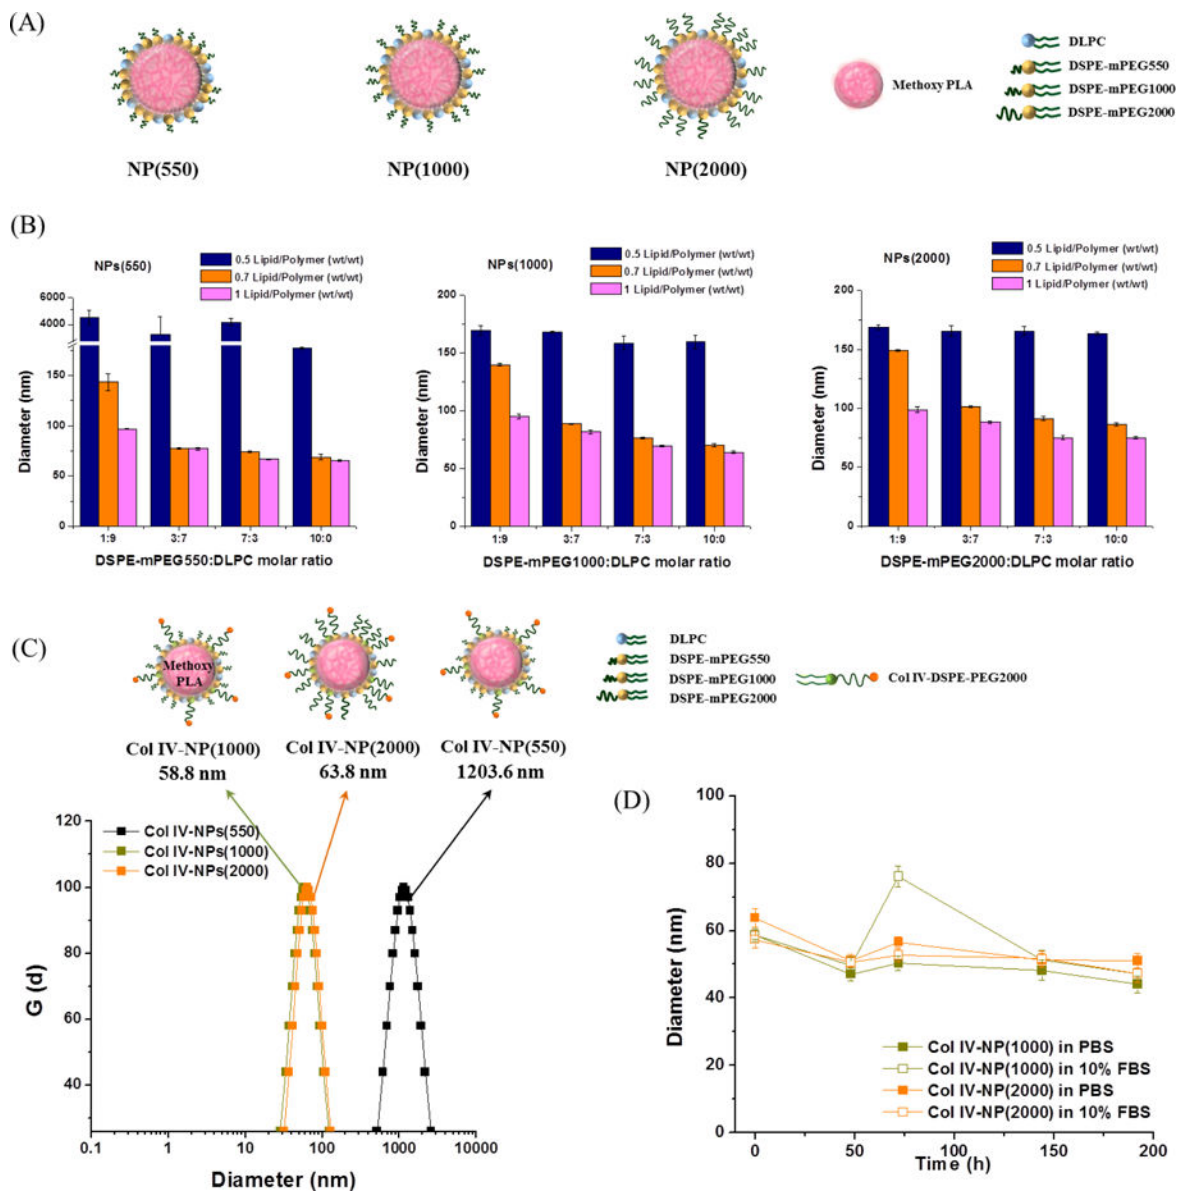 (A)
NP(550)
NP(1000)
NP(2000)
Methoxy PLA
DLPC
DSPE-mPEG550
DSPE-mPEG1000
DSPE-mPEG2000
(B)
NPs(550)
0.5 Lipid/Polymer (wt/wt)
0.7 Lipid/Polymer (wt/wt)
1 Lipid/Polymer (wt/wt)
Diameter (nm)
6000
4000
150
100
50
0
1:9 3:7 7:3 10:0
DSPE-mPEG550:DLPC molar ratio
NPs(1000)
0.5 Lipid/Polymer (wt/wt)
0.7 Lipid/Polymer (wt/wt)
1 Lipid/Polymer (wt/wt)
Diameter (nm)
200
150
100
50
0
1:9 3:7 7:3 10:0
DSPE-mPEG1000:DLPC molar ratio
NPs(2000)
0.5 Lipid/Polymer (wt/wt)
0.7 Lipid/Polymer (wt/wt)
1 Lipid/Polymer (wt/wt)
Diameter (nm)
200
150
100
50
0
1:9 3:7 7:3 10:0
DSPE-mPEG2000:DLPC molar ratio
(C)
Methoxy
PLA
Col IV-NP(1000)
58.8 nm
Col IV-NP(2000)
63.8 nm
Col IV-NP(550)
1203.6 nm
DLPC
DSPE-mPEG550
DSPE-mPEG1000
DSPE-mPEG2000
Col IV-DSPE-PEG2000
Col IV-NPs(550)
Col IV-NPs(1000)
Col IV-NPs(2000)
G (d)
120
100
80
60
40
0.1 1 10 100 1000 10000
Diameter (nm)
(D)
Diameter (nm)
100
80
60
40
20
0
Col IV-NP(1000) in PBS
Col IV-NP(1000) in 10% FBS
Col IV-NP(2000) in PBS
Col IV-NP(2000) in 10% FBS
0 50 100 150 200
Time (h)